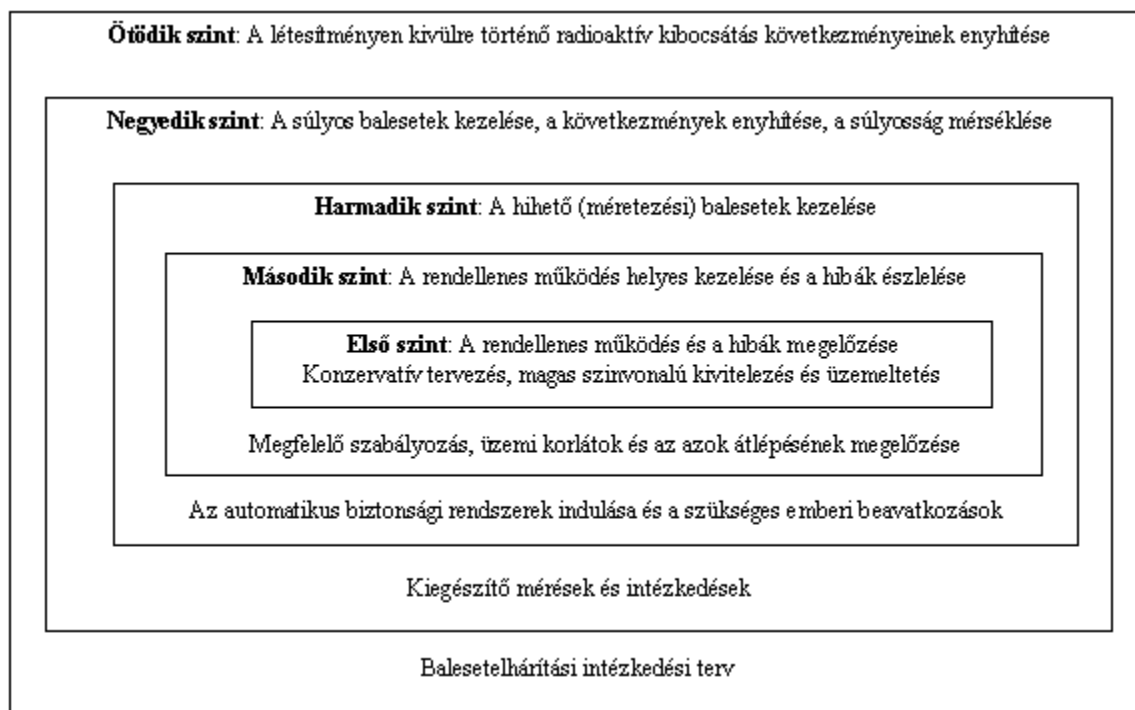 Ötödik szint: A létesítményen kivülre történő radioaktív kibocsátás következményeinek enyhítése
Negyedik szint: A súlyos balesetek kezelése, a következmények enyhítése, a súlyosság mérséklése
Harmadik szint: A hihető (méretezési) balesetek kezelése
Második szint: A rendellenes működés helyes kezelése és a hibák észlelése
Első szint: A rendellenes működés és a hibák megelőzése
Konzervatív tervezés, magas szinvonalú kivitelezés és üzemeltetés
Megfelelő szabályozás, üzemi korlátok és az azok átlépésének megelőzése
Az automatikus biztonsági rendszerek indulása és a szükséges emberi beavatkozások
Kiegészítő mérések és intézkedések
Balesetelhárítási intézkedési terv